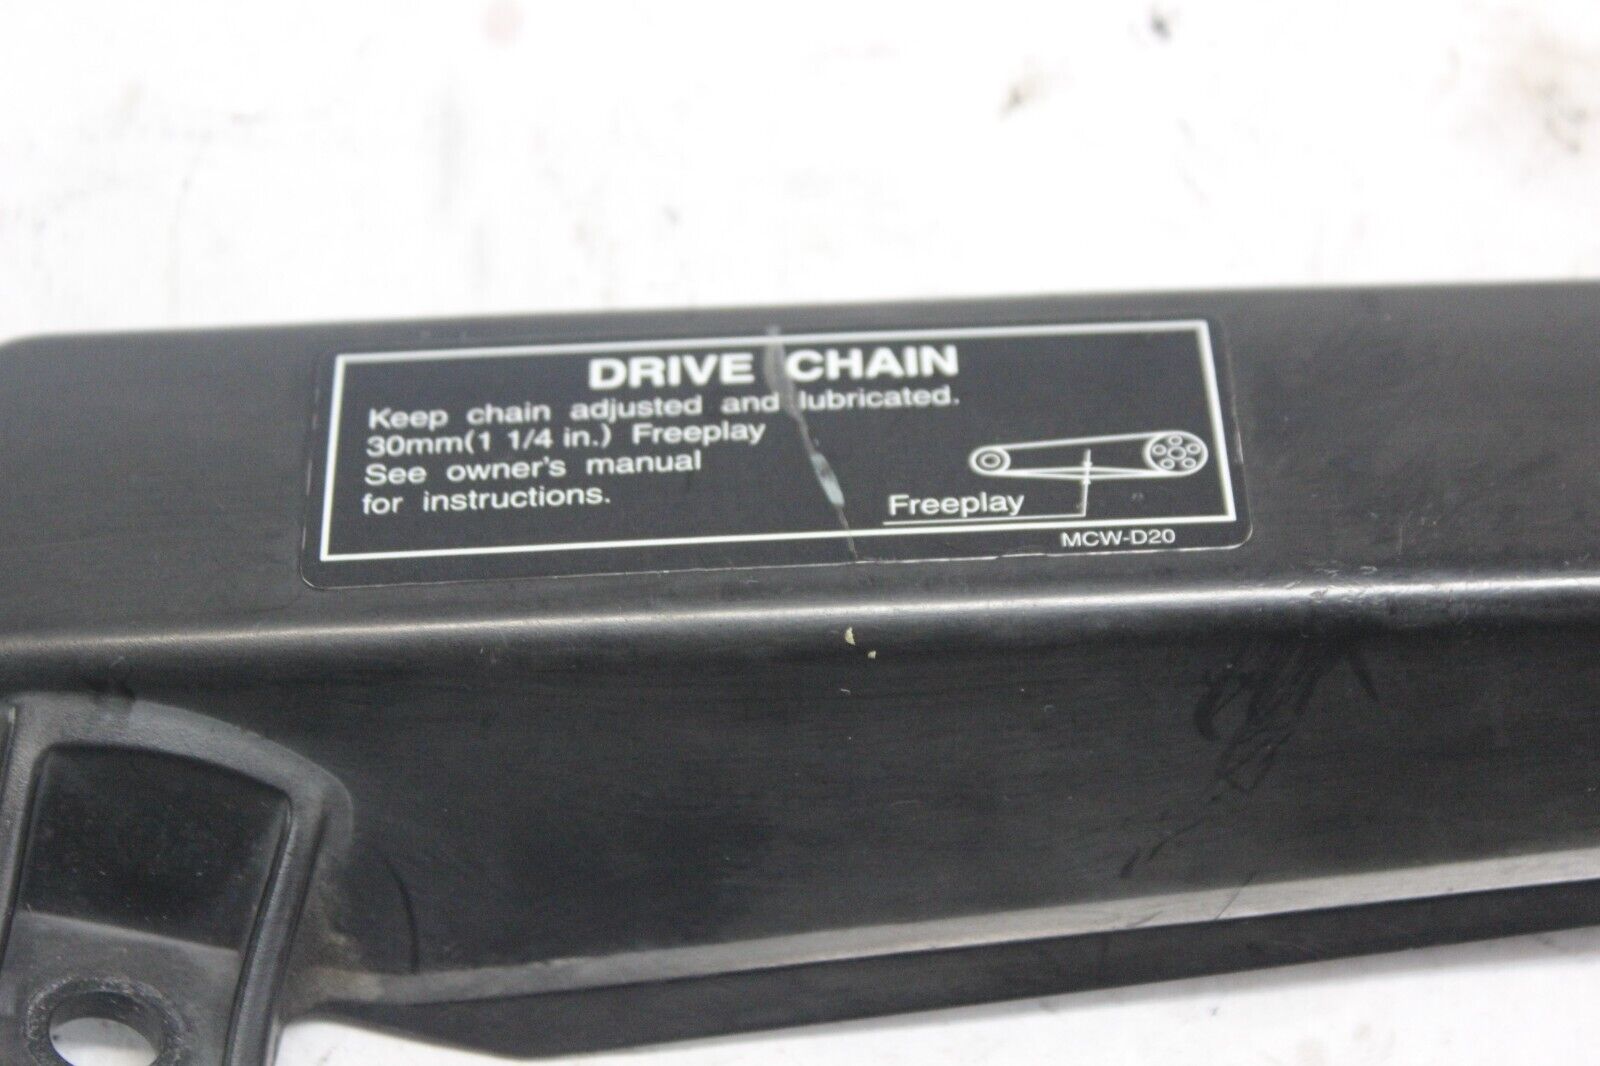 DRIVE CHAIN
Keep chain adjusted and lubricated.
30mm(1 1/4 in.) Freeplay
See owner's manual
for instructions.
Freeplay
MCW-D20